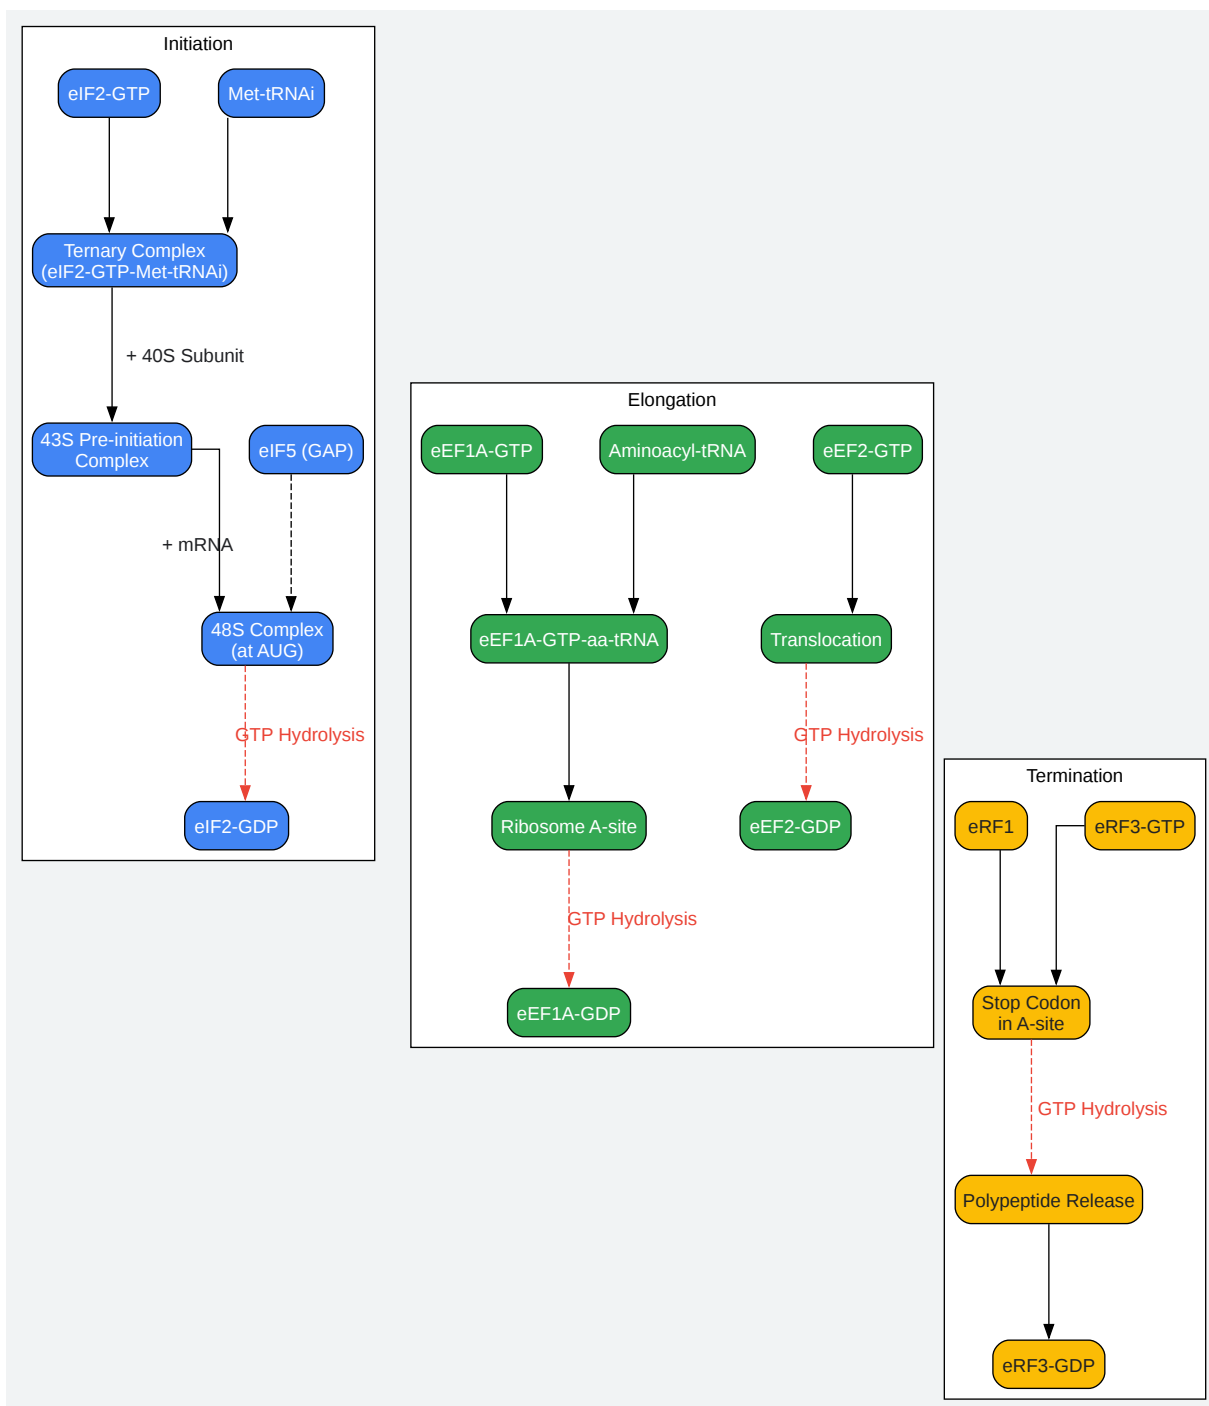 Initiation
eIF2-GTP
Met-tRNAi
Ternary Complex
(eIF2-GTP-Met-tRNAi)
+ 40S Subunit
43S Pre-initiation
Complex
eIF5 (GAP)
+ mRNA
48S Complex
(at AUG)
GTP Hydrolysis
eIF2-GDP
Elongation
eEF1A-GTP
Aminoacyl-tRNA
eEF2-GTP
eEF1A-GTP-aa-tRNA
Translocation
GTP Hydrolysis
Ribosome A-site
eEF2-GDP
GTP Hydrolysis
eEF1A-GDP
Termination
eRF1
eRF3-GTP
Stop Codon
in A-site
GTP Hydrolysis
Polypeptide Release
eRF3-GDP